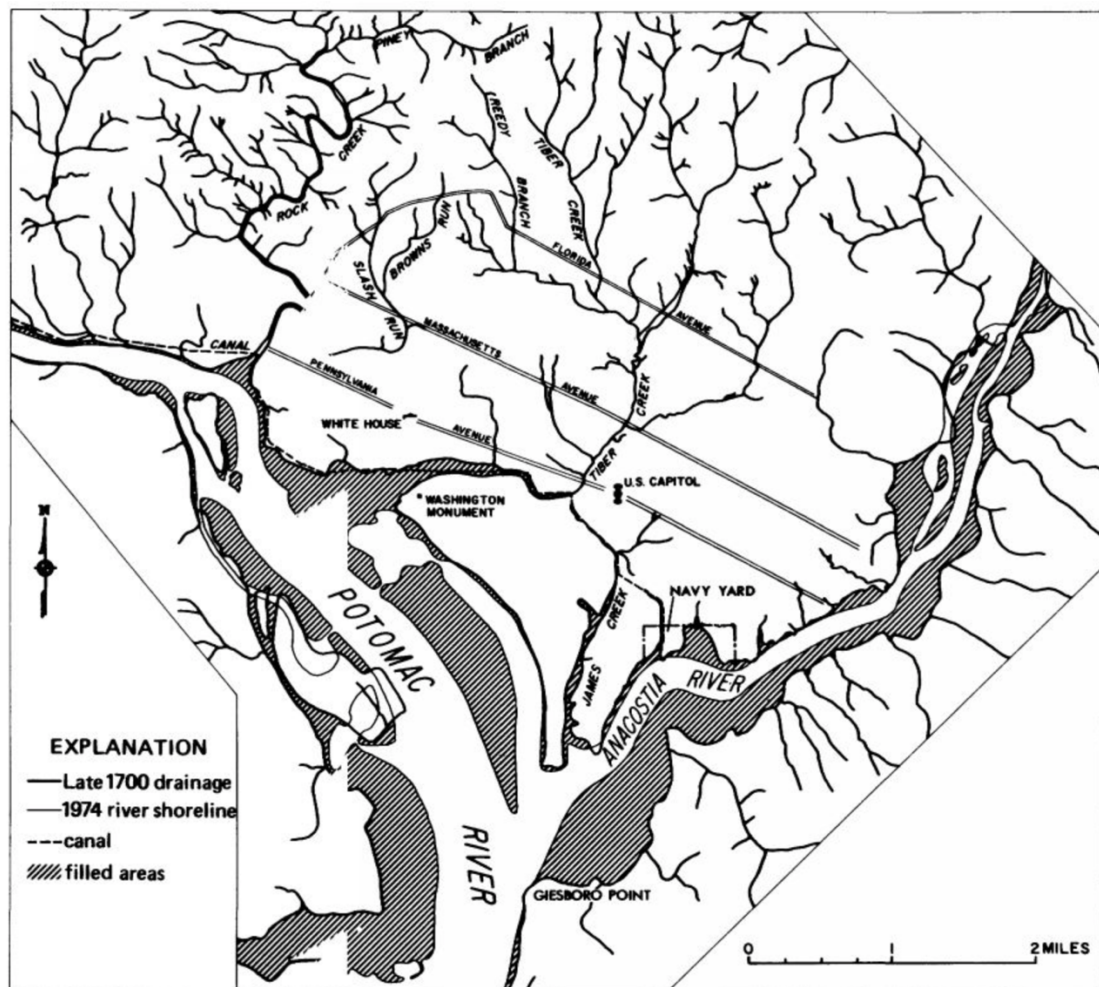 PINEY BRANCH
REEDY BRANCH
TIBER CREEK
ROCK CREEK
SLASH RUN
BROWNS RUN
FLORIDA AVENUE
MASSACHUSETTS AVENUE
CANAL
PENNSYLVANIA AVENUE
WHITE HOUSE
TIBER CREEK
U.S. CAPITOL
WASHINGTON
MONUMENT
N
POTOMAC RIVER
NAVY YARD
JAMES CREEK
ANACOSTIA RIVER
GIESBORO POINT
EXPLANATION
Late 1700 drainage
1974 river shoreline
canal
filled areas
0 1 2 MILES